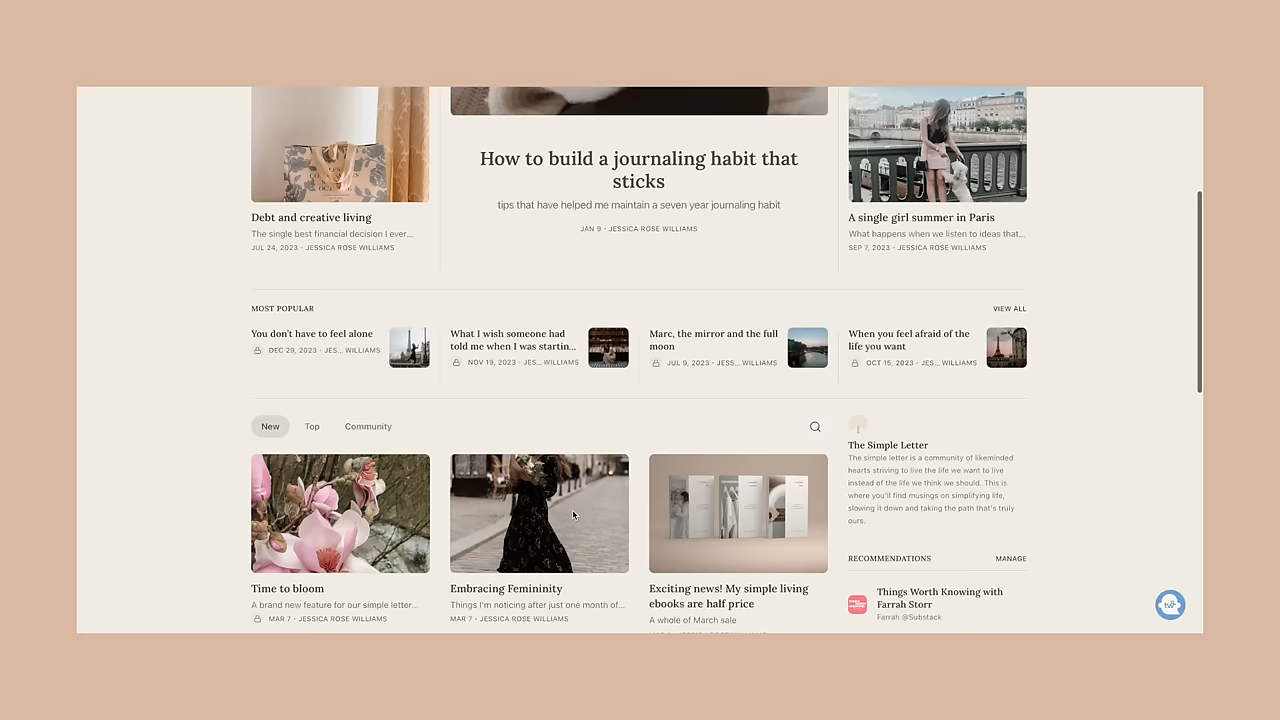 How to build a journaling habit that
sticks
tips that have helped me maintain a seven year journaling habit
JAN 9 • JESSICA ROSE WILLIAMS
Debt and creative living
The single best financial decision I ever...
JUL 24, 2023 • JESSICA ROSE WILLIAMS
A single girl summer in Paris
What happens when we listen to ideas that...
SEP 7, 2023 • JESSICA ROSE WILLIAMS
MOST POPULAR
VIEW ALL
You don't have to feel alone
DEC 29, 2023 • JES... WILLIAMS
What I wish someone had
told me when I was startin...
NOV 19, 2023 • JES... WILLIAMS
Marc, the mirror and the full
moon
JUL 9, 2023 • JESS... WILLIAMS
When you feel afraid of the
life you want
OCT 15, 2023 • JES... WILLIAMS
New
Top
Community
Time to bloom
A brand new feature for our simple letter...
MAR 7 • JESSICA ROSE WILLIAMS
Embracing Femininity
Things I'm noticing after just one month of...
MAR 7 • JESSICA ROSE WILLIAMS
Exciting news! My simple living
ebooks are half price
A whole of March sale
The Simple Letter
The simple letter is a community of likeminded
hearts striving to live the life we want to live
instead of the life we think we should. This is
where you'll find musings on simplifying life,
slowing it down and taking the path that's truly
ours.
RECOMMENDATIONS
MANAGE
Things Worth Knowing with
Farrah Storr
Farrah @Substack